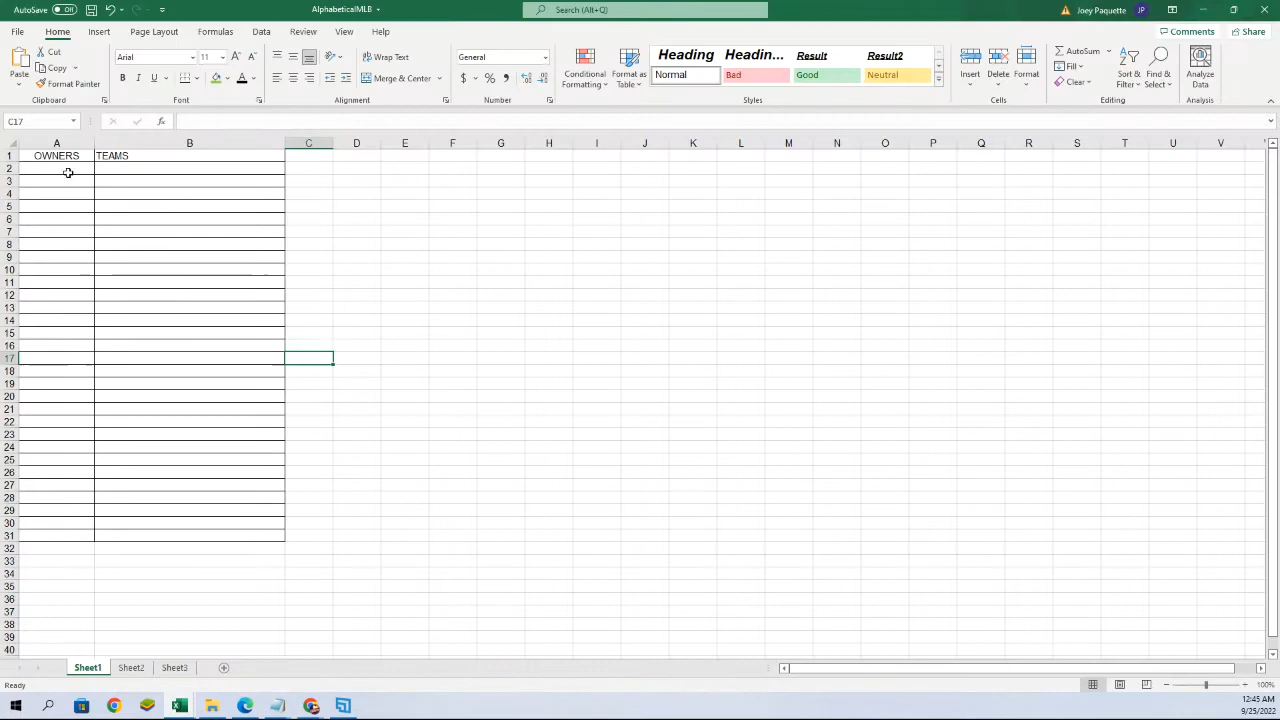 AutoSave Off AlphabeticalMLB Search (Alt+Q) Joey Paquette JP
File Home Insert Page Layout Formulas Data Review View Help Comments Share
Paste Cut Copy Format Painter Clipboard
Arial 11 B I U A A A Font
Wrap Text Merge & Center Alignment
General $ % , Number
Conditional Formatting Format as Table
Heading Headin... Result Result2
Normal Bad Good Neutral
Styles
Insert Delete Format Cells
AutoSum Fill Clear Sort & Filter Find & Select Editing
Analyze Data Analysis
C17 fx
A B C D E F G H I J K L M N O P Q R S T U V
1 OWNERS TEAMS
2
3
4
5
6
7
8
9
10
11
12
13
14
15
16
17
18
19
20
21
22
23
24
25
26
27
28
29
30
31
32
33
34
35
36
37
38
39
40
Sheet1 Sheet2 Sheet3
Ready 100%
12:45 AM
9/25/2022